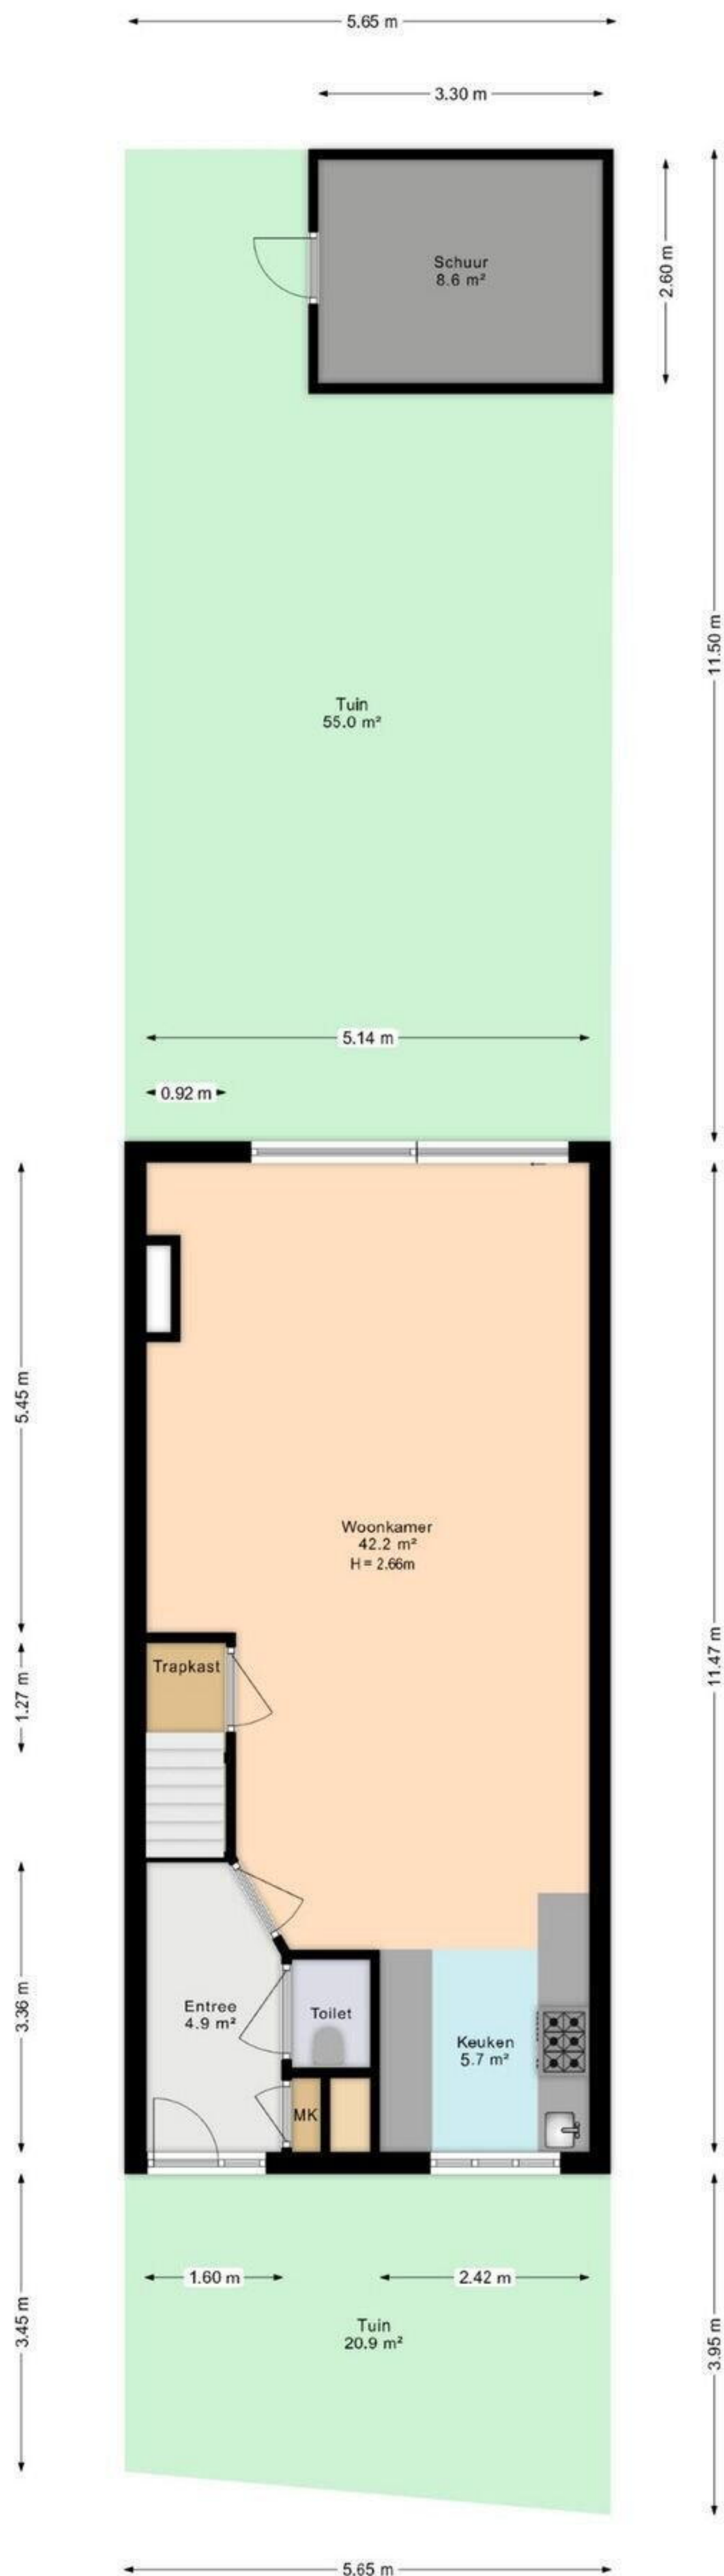 5.65 m
3.30 m
Schuur
8.6 m²
2.60 m
11.50 m
Tuin
55.0 m²
5.14 m
0.92 m
5.45 m
Woonkamer
42.2 m²
H = 2.66m
11.47 m
Trapkast
1.27 m
3.36 m
Entree
4.9 m²
Toilet
Keuken
5.7 m²
MK
1.60 m
2.42 m
3.45 m
Tuin
20.9 m²
3.95 m
5.65 m